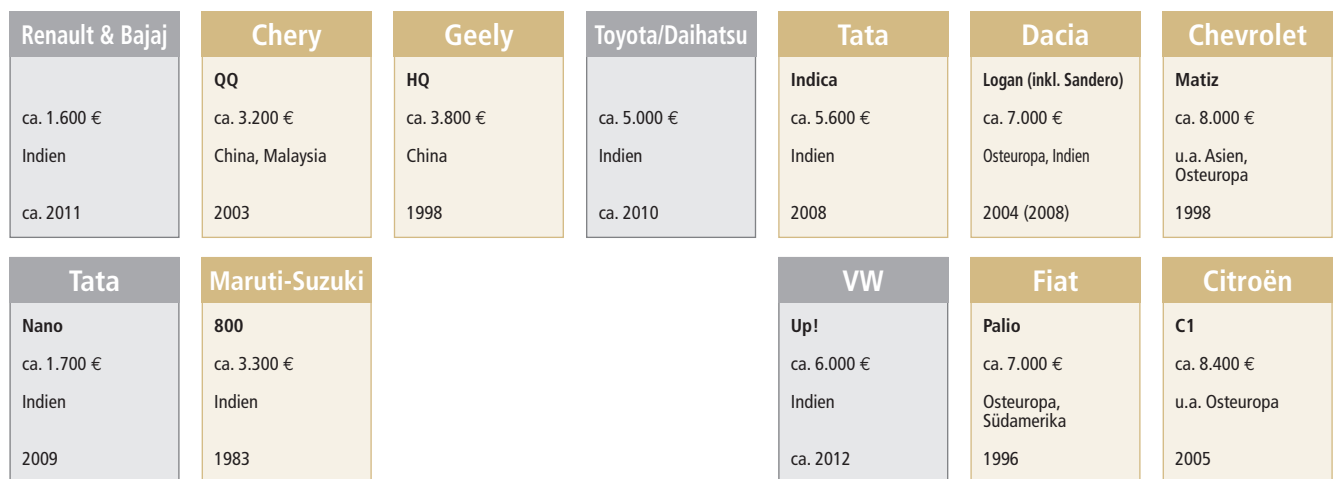 Renault & Bajaj
ca. 1.600 €
Indien
ca. 2011
Chery
QQ
ca. 3.200 €
China, Malaysia
2003
Geely
HQ
ca. 3.800 €
China
1998
Toyota/Daihatsu
ca. 5.000 €
Indien
ca. 2010
Tata
Indica
ca. 5.600 €
Indien
2008
Dacia
Logan (inkl. Sandero)
ca. 7.000 €
Osteuropa, Indien
2004 (2008)
Chevrolet
Matiz
ca. 8.000 €
u.a. Asien,
Osteuropa
1998
Tata
Nano
ca. 1.700 €
Indien
2009
Maruti-Suzuki
800
ca. 3.300 €
Indien
1983
VW
Up!
ca. 6.000 €
Indien
ca. 2012
Fiat
Palio
ca. 7.000 €
Osteuropa,
Südamerika
1996
Citroën
C1
ca. 8.400 €
u.a. Osteuropa
2005